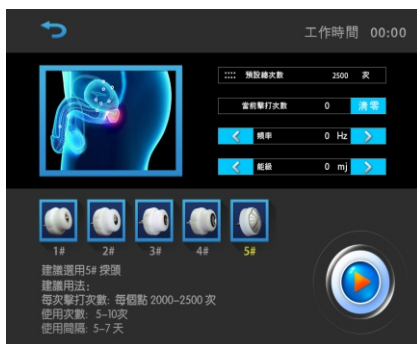 工作時間 00:00
預設總次數 2500 次
當前擊打次數 0 清零
頻率 0 Hz
能級 0 mj
1# 2# 3# 4# 5#
建議選用5# 探頭
建議用法：
每次擊打次數: 每個點 2000-2500 次
使用次數: 5-10次
使用間隔: 5-7 天